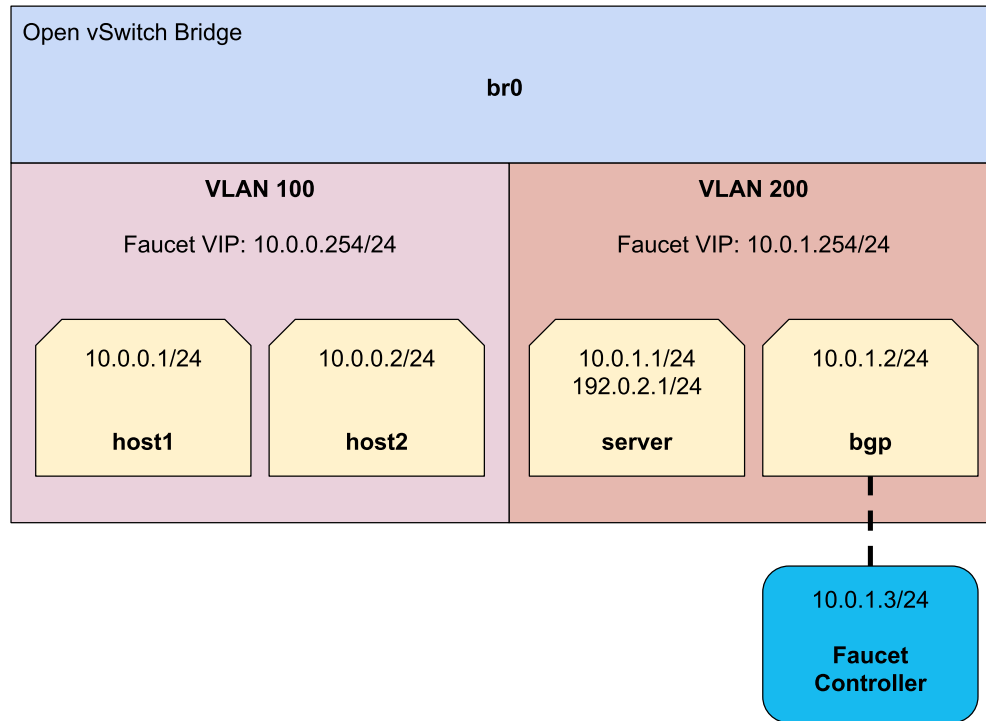 Open vSwitch Bridge
br0
VLAN 100
Faucet VIP: 10.0.0.254/24
10.0.0.1/24
host1
10.0.0.2/24
host2
VLAN 200
Faucet VIP: 10.0.1.254/24
10.0.1.1/24
192.0.2.1/24
server
10.0.1.2/24
bgp
10.0.1.3/24
Faucet
Controller